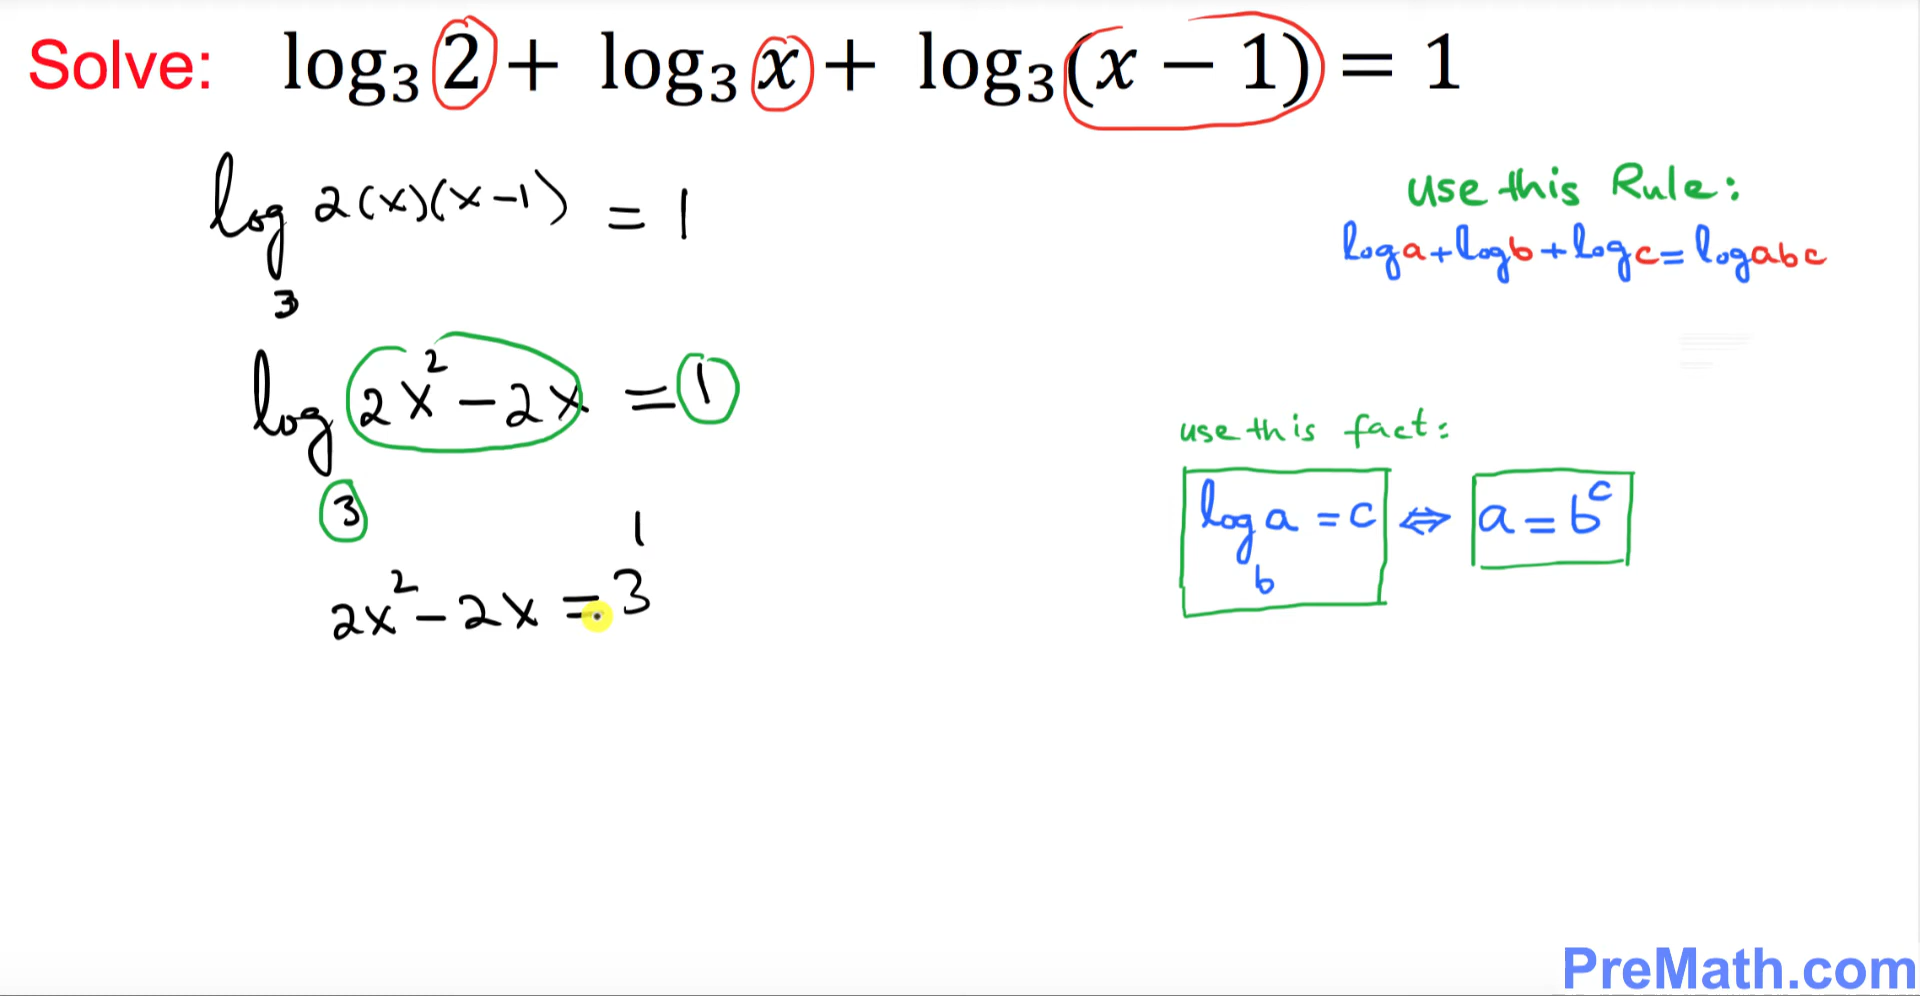 Solve: log₃2 + log₃x + log₃(x − 1) = 1
log₃ 2(x)(x-1) = 1
use this Rule:
loga+logb+logc=logabc
log₃ 2x²-2x = 1
use this fact:
log_b a = c ⇔ a = b^c
2x²-2x = 3¹
PreMath.com